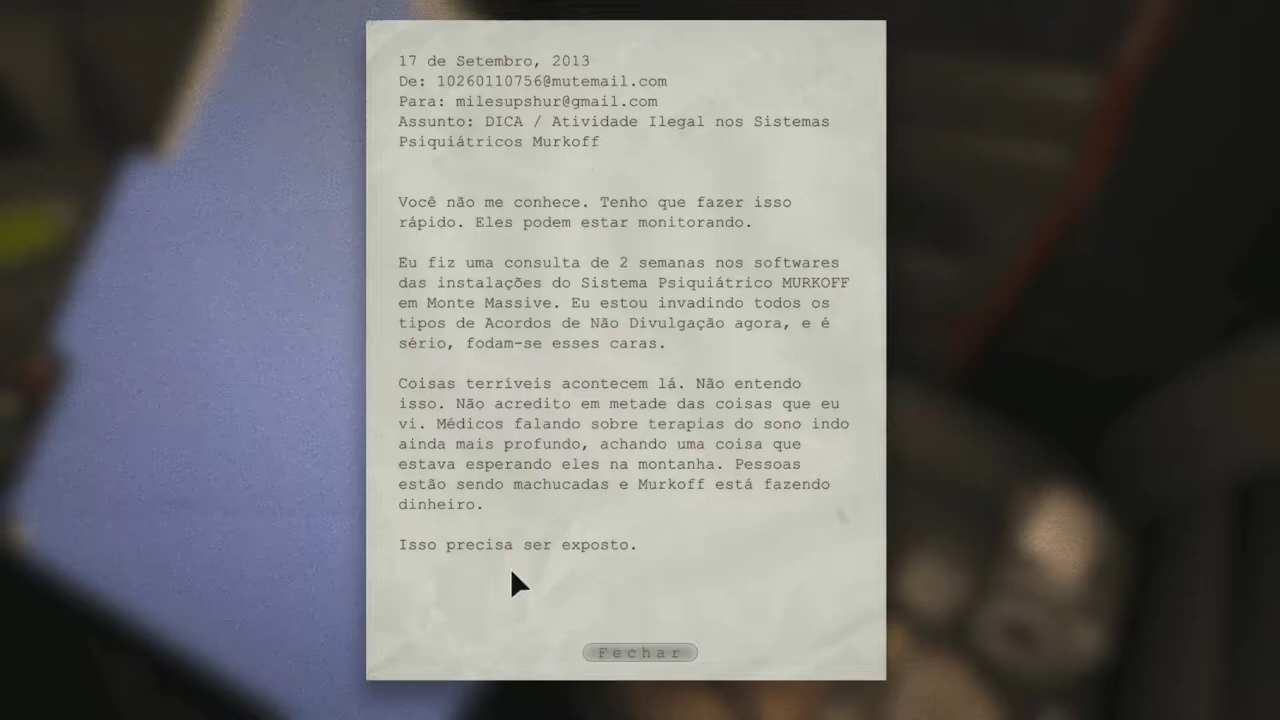 17 de Setembro, 2013
De: 10260110756@mutemail.com
Para: milesupshur@gmail.com
Assunto: DICA / Atividade Ilegal nos Sistemas
Psiquiátricos Murkoff
Você não me conhece. Tenho que fazer isso
rápido. Eles podem estar monitorando.
Eu fiz uma consulta de 2 semanas nos softwares
das instalações do Sistema Psiquiátrico MURKOFF
em Monte Massive. Eu estou invadindo todos os
tipos de Acordos de Não Divulgação agora, e é
sério, fodam-se esses caras.
Coisas terríveis acontecem lá. Não entendo
isso. Não acredito em metade das coisas que eu
vi. Médicos falando sobre terapias do sono indo
ainda mais profundo, achando uma coisa que
estava esperando eles na montanha. Pessoas
estão sendo machucadas e Murkoff está fazendo
dinheiro.
Isso precisa ser exposto.
Fechar